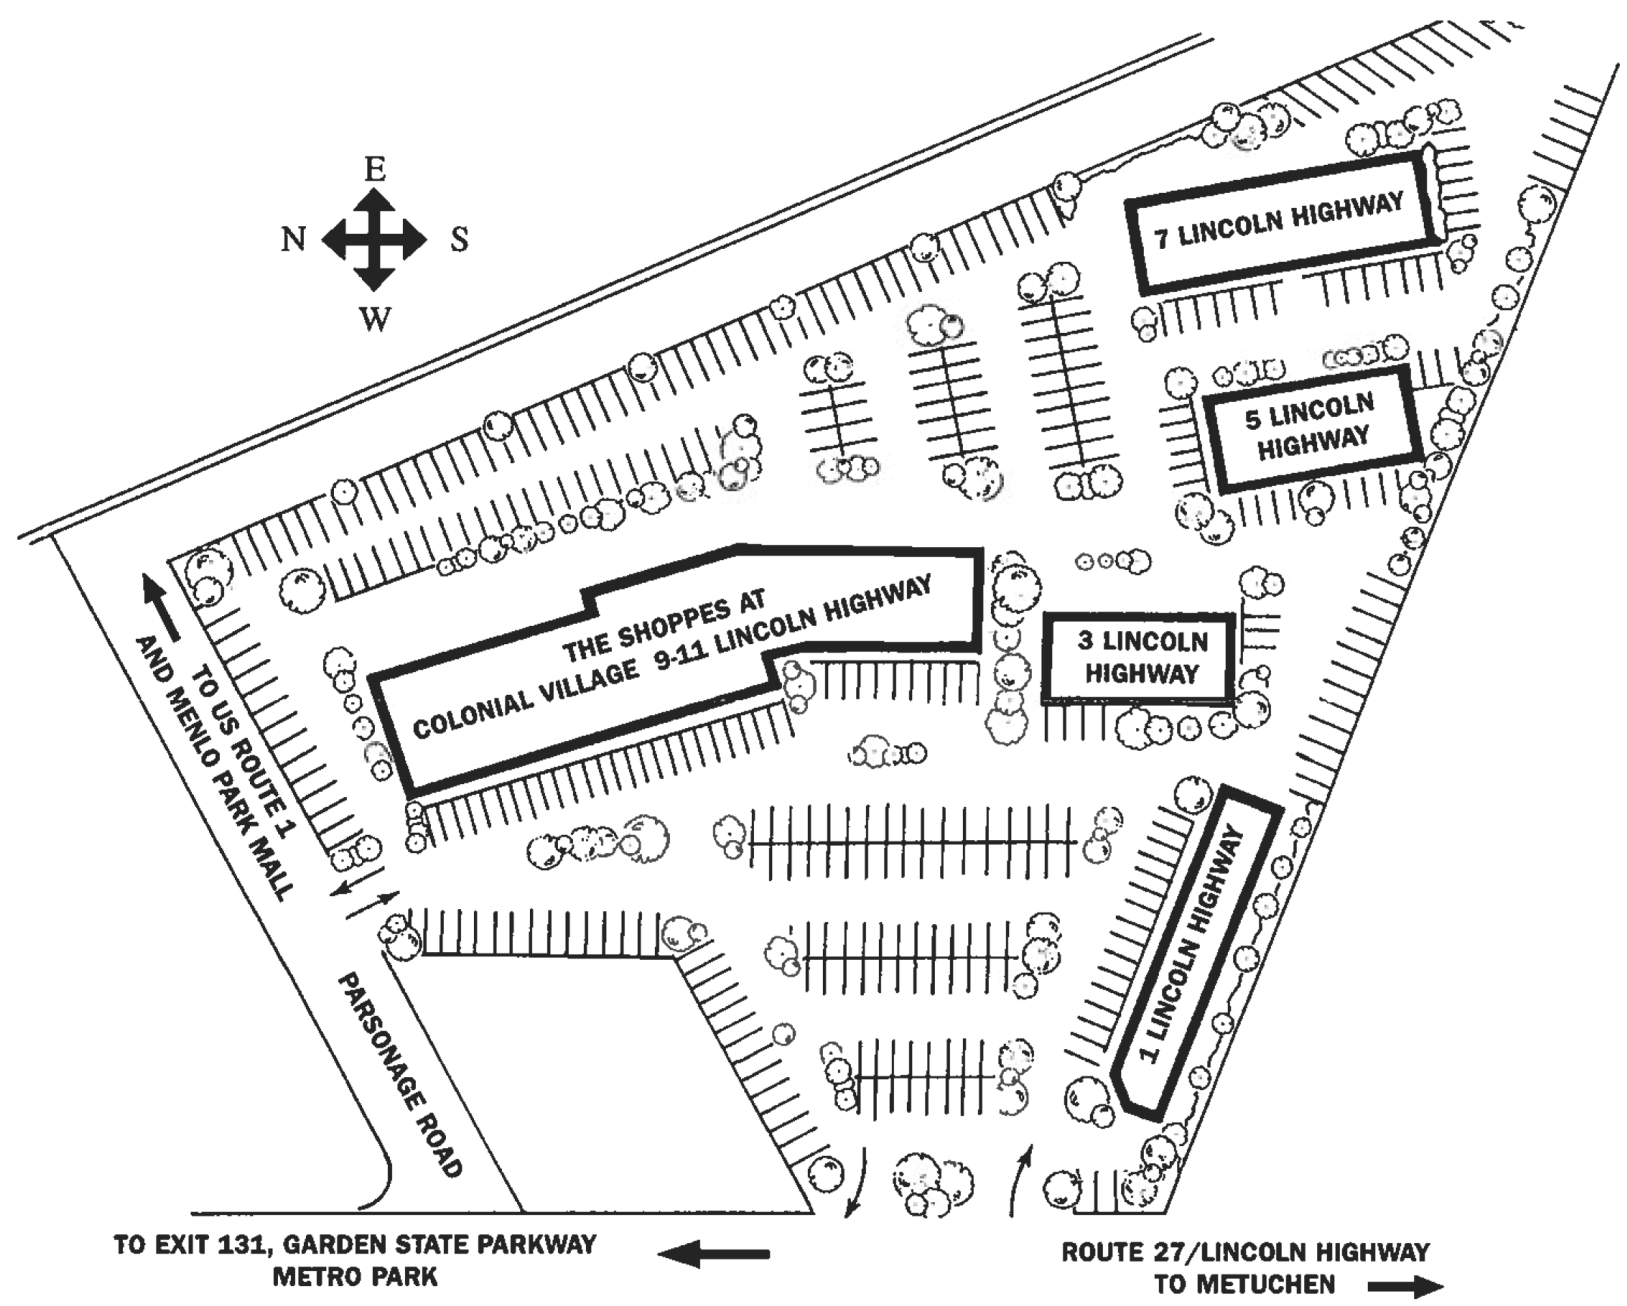 E
N
S
W
7 LINCOLN HIGHWAY
5 LINCOLN
HIGHWAY
THE SHOPPES AT
COLONIAL VILLAGE 9-11 LINCOLN HIGHWAY
3 LINCOLN
HIGHWAY
TO US ROUTE 1
AND MENLO PARK MALL
1 LINCOLN HIGHWAY
PARSONAGE ROAD
TO EXIT 131, GARDEN STATE PARKWAY
METRO PARK
ROUTE 27/LINCOLN HIGHWAY
TO METUCHEN